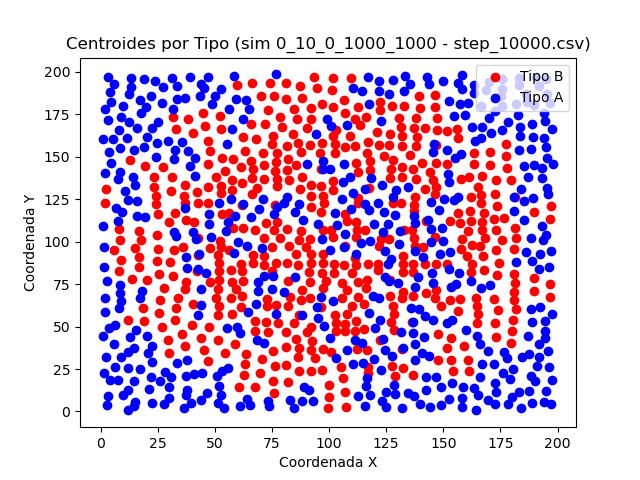 Centroides por Tipo (sim 0_10_0_1000_1000 - step_10000.csv)
Tipo B
Tipo A
200
175
150
125
100
75
50
25
0
Coordenada Y
0 25 50 75 100 125 150 175 200
Coordenada X